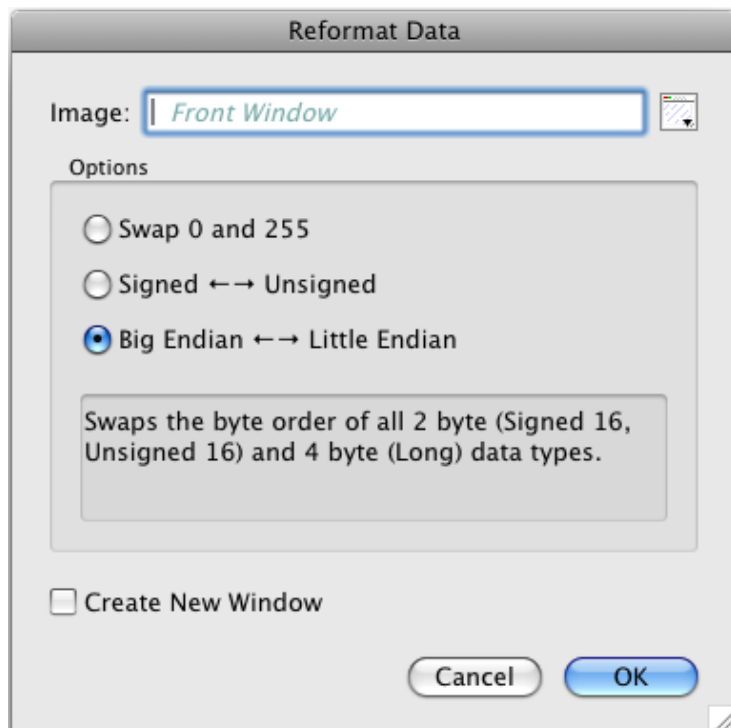 Reformat Data
Image: Front Window
Options
Swap 0 and 255
Signed ←→ Unsigned
Big Endian ←→ Little Endian
Swaps the byte order of all 2 byte (Signed 16,
Unsigned 16) and 4 byte (Long) data types.
Create New Window
Cancel OK